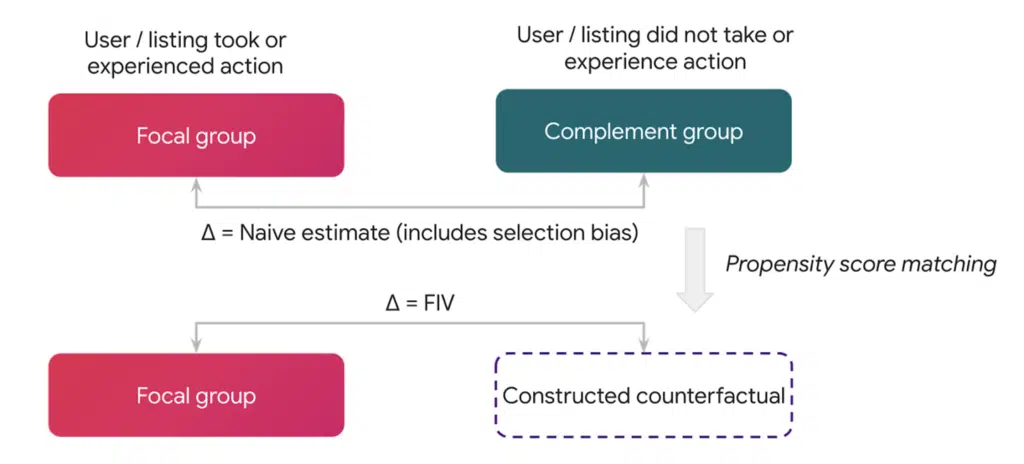 User / listing took or
experienced action
User / listing did not take or
experience action
Focal group
Complement group
Δ = Naive estimate (includes selection bias)
Propensity score matching
Δ = FIV
Focal group
Constructed counterfactual